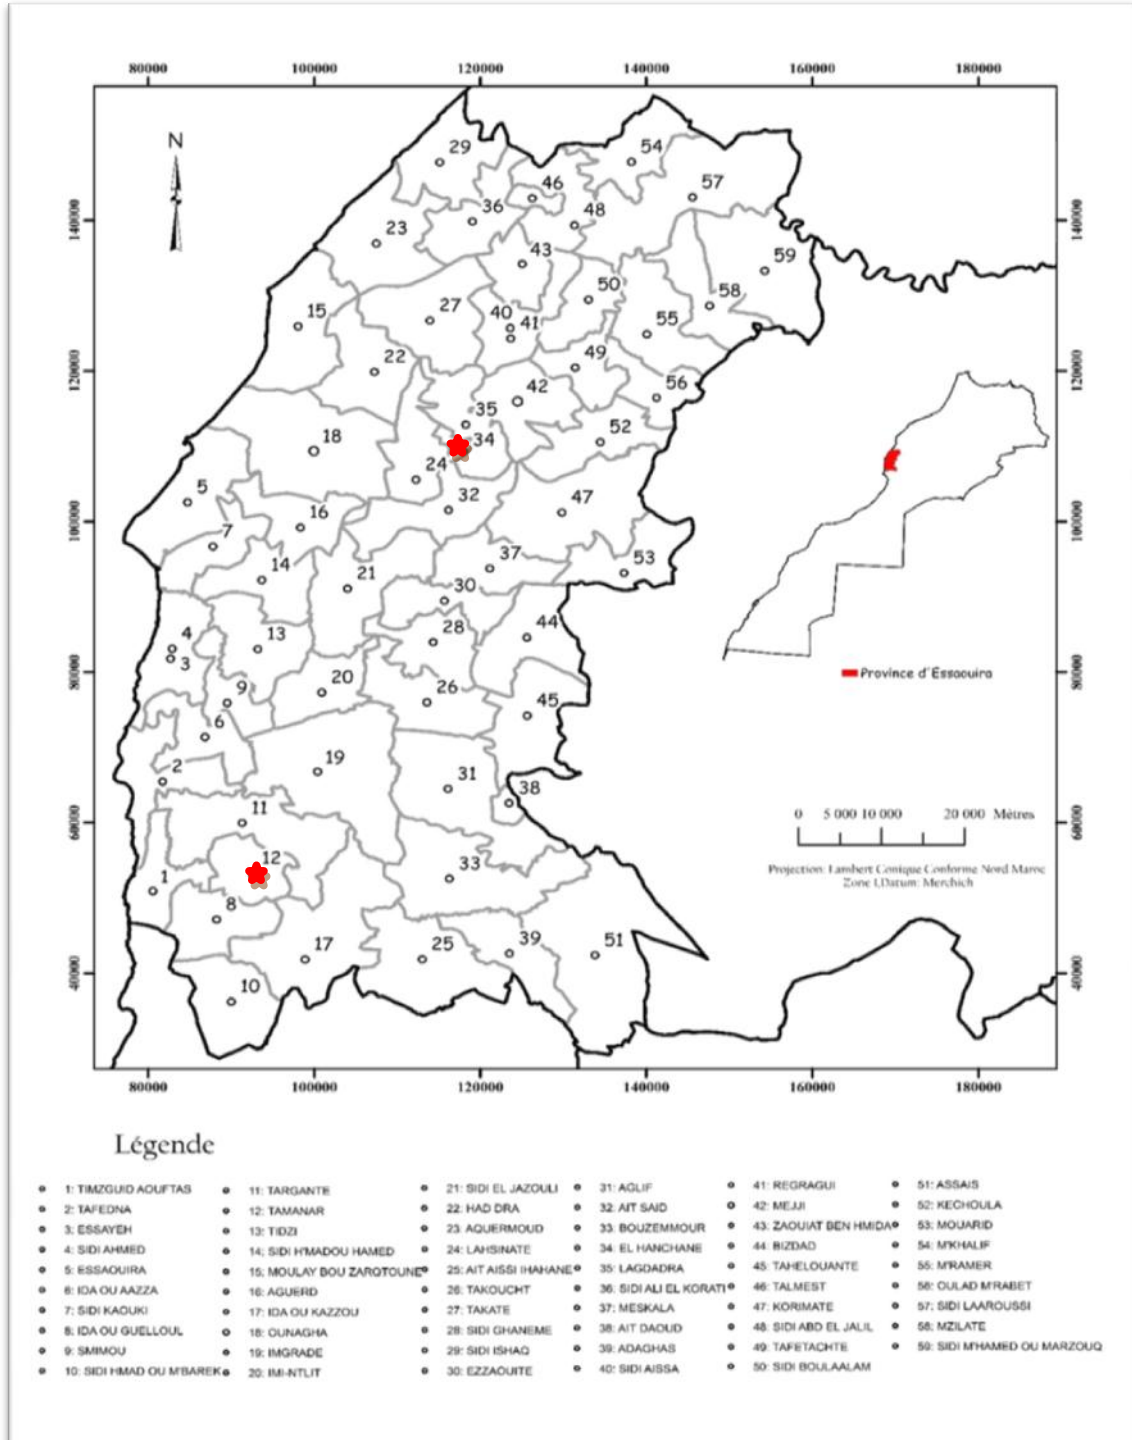 80000 100000 120000 140000 160000 180000
N
29
54
46
57
140000
36
48
140000
23
43
59
50
58
15
27
40
41
55
22
49
120000
42
56
120000
35
18
34
52
24
5
32
47
16
100000
7
100000
37
53
14
21
30
44
4
13
28
3
80000
20
Province d'Essaouira
80000
9
26
45
6
19
2
31
38
11
0 5 000 10 000 20 000 Mètres
60000
60000
12
33
Projection: Lambert Conique Conforme Nord Maroc
Zone I,Datum: Merchich
1
8
17
25
39
51
40000
40000
10
80000 100000 120000 140000 160000 180000
Légende
1: TIMZGUID AOUFTAS
2: TAFEDNA
3: ESSAYEH
4: SIDI AHMED
5: ESSAOUIRA
6: IDA OU AAZZA
7: SIDI KAOUKI
8: IDA OU GUELLOUL
9: SMIMOU
10: SIDI HMAD OU M'BAREK
11: TARGANTE
12: TAMANAR
13: TIDZI
14: SIDI H'MADOU HAMED
15: MOULAY BOU ZARQTOUNE
16: AGUERD
17: IDA OU KAZZOU
18: OUNAGHA
19: IMGRADE
20: IMI-NTLIT
21: SIDI EL JAZOULI
22: HAD DRA
23: AQUERMOUD
24: LAHSINATE
25: AIT AISSI IHAHANE
26: TAKOUCHT
27: TAKATE
28: SIDI GHANEME
29: SIDI ISHAQ
30: EZZAOUITE
31: AGLIF
32: AIT SAID
33: BOUZEMMOUR
34: EL HANCHANE
35: LAGDADRA
36: SIDI ALI EL KORATI
37: MESKALA
38: AIT DAOUD
39: ADAGHAS
40: SIDI AISSA
41: REGRAGUI
42: MEJJI
43: ZAOUIAT BEN HMIDA
44: BIZDAD
45: TAHELOUANTE
46: TALMEST
47: KORIMATE
48: SIDI ABD EL JALIL
49: TAFETACHTE
50: SIDI BOULAALAM
51: ASSAIS
52: KECHOULA
53: MOUARID
54: M'KHALIF
55: M'RAMER
56: OULAD M'RABET
57: SIDI LAAROUSSI
58: MZILATE
59: SIDI M'HAMED OU MARZOUQ